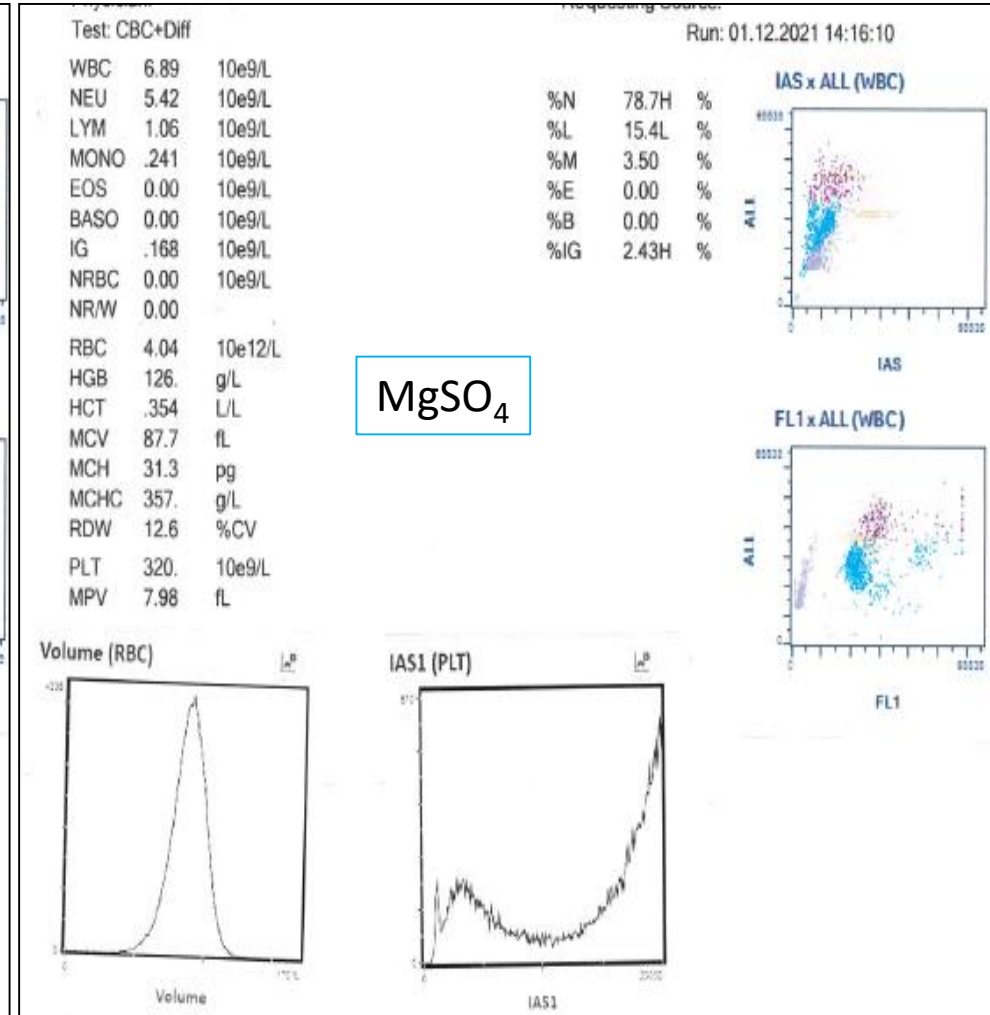 Test: CBC+Diff
Run: 01.12.2021 14:16:10
WBC 6.89 10e9/L
NEU 5.42 10e9/L
LYM 1.06 10e9/L
MONO .241 10e9/L
EOS 0.00 10e9/L
BASO 0.00 10e9/L
IG .168 10e9/L
NRBC 0.00 10e9/L
NR/W 0.00
%N 78.7H %
%L 15.4L %
%M 3.50 %
%E 0.00 %
%B 0.00 %
%IG 2.43H %
RBC 4.04 10e12/L
HGB 126. g/L
HCT .354 L/L
MCV 87.7 fL
MCH 31.3 pg
MCHC 357. g/L
RDW 12.6 %CV
PLT 320. 10e9/L
MPV 7.98 fL
MgSO₄
IAS x ALL (WBC)
ALL
0
IAS
FL1 x ALL (WBC)
ALL
0
FL1
Volume (RBC)
0
Volume
IAS1 (PLT)
0
IAS1